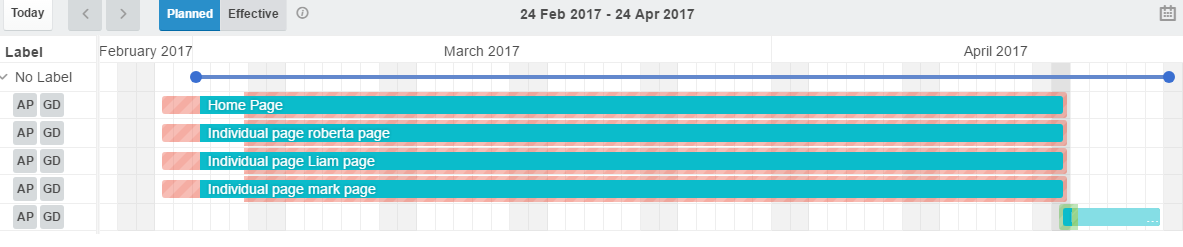 Today < > Planned Effective 24 Feb 2017 - 24 Apr 2017
Label February 2017 March 2017 April 2017
No Label
AP GD Home Page
AP GD Individual page roberta page
AP GD Individual page Liam page
AP GD Individual page mark page
AP GD ...